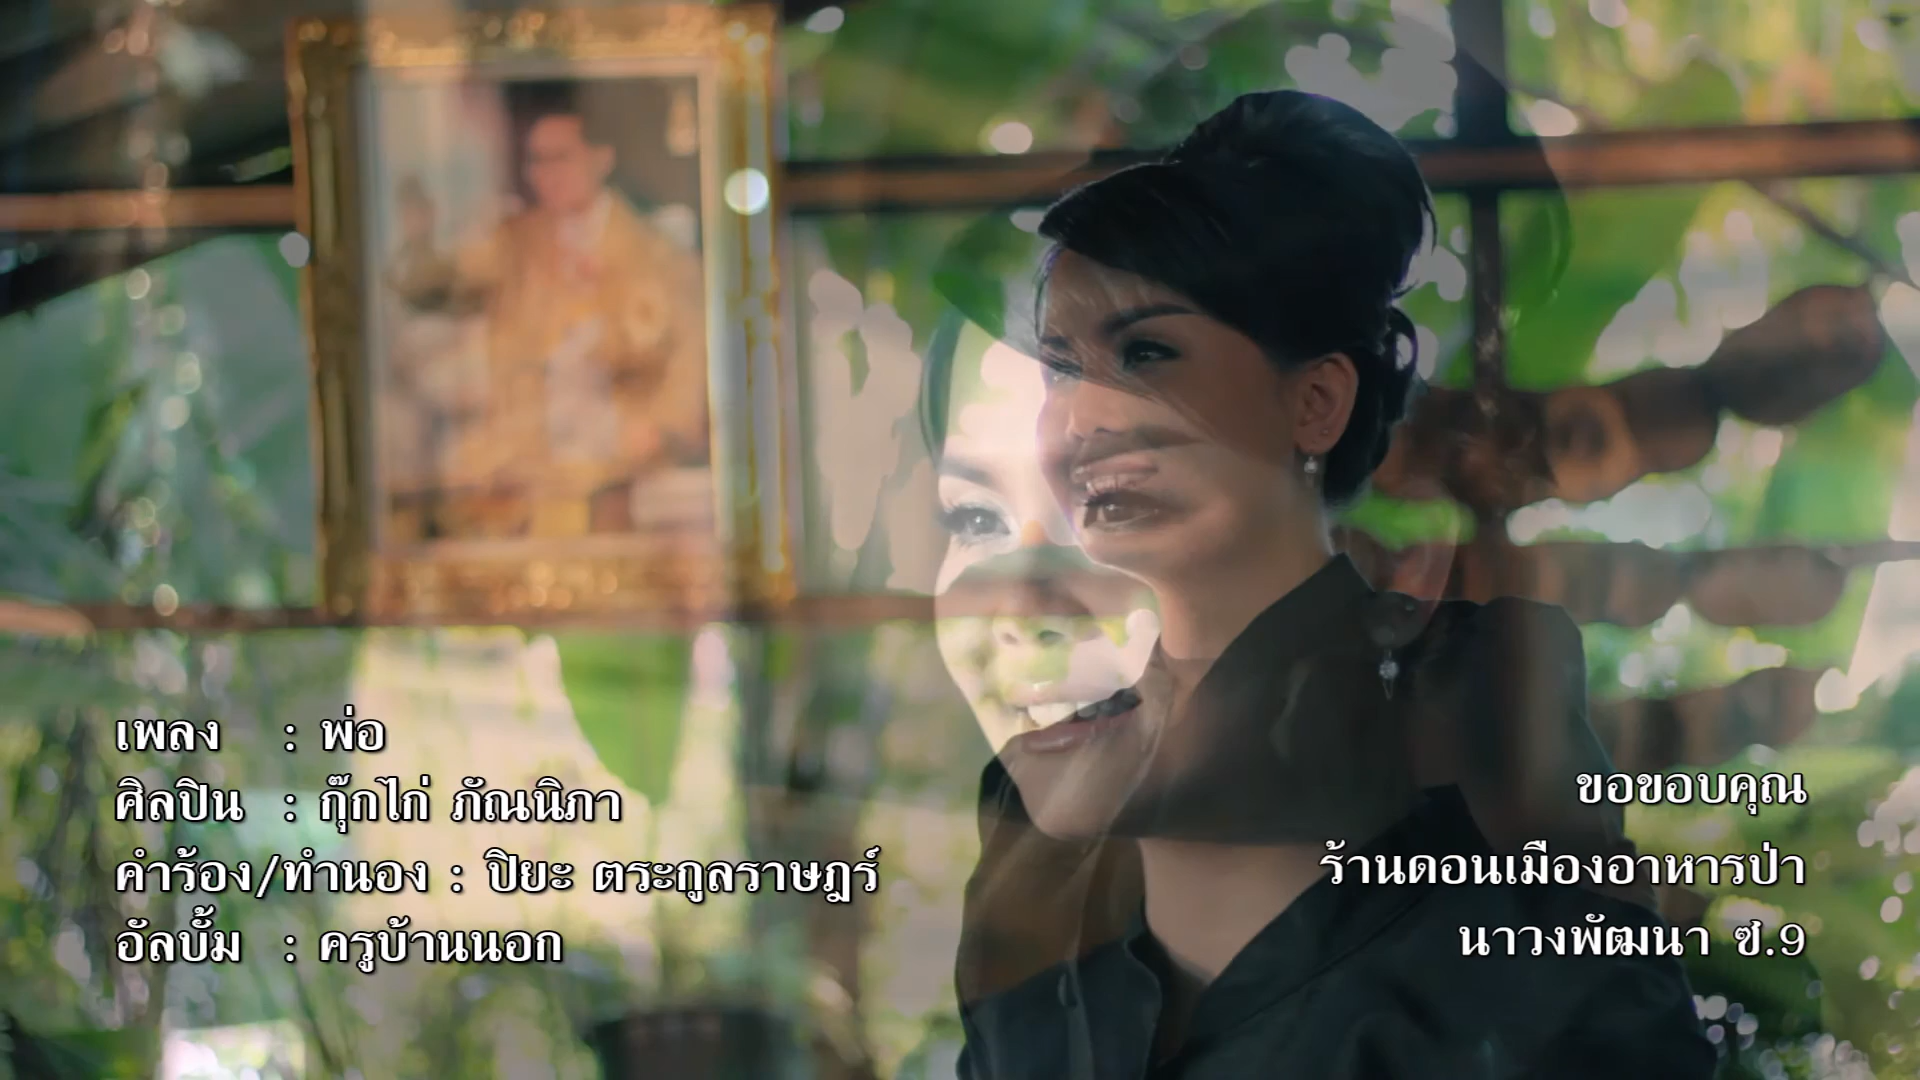 เพลง : พ่อ
ศิลปิน : กุ๊กไก่ ภัณนิภา
คำร้อง/ทำนอง : ปิยะ ตระกูลราษฎร์
อัลบั้ม : ครูบ้านนอก
ขอขอบคุณ
ร้านดอนเมืองอาหารป่า
นาวงพัฒนา ซ.9